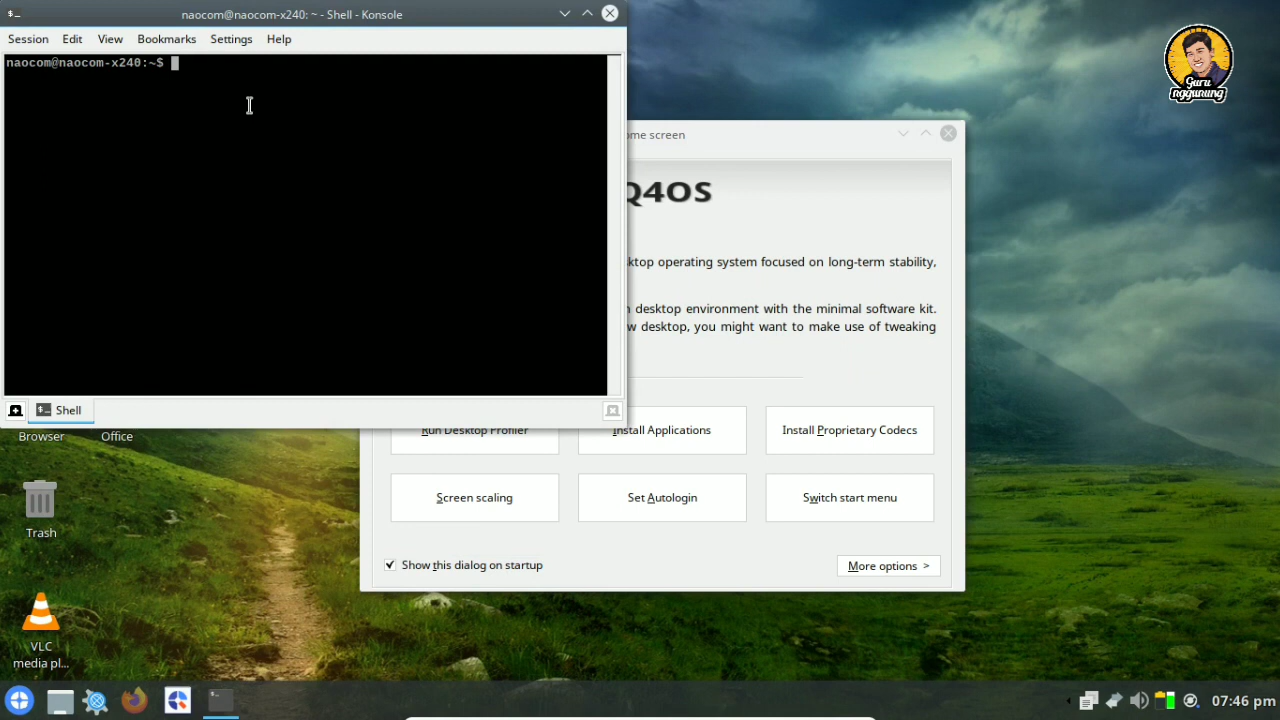 naocom@naocom-x240: ~ - Shell - Konsole
Session Edit View Bookmarks Settings Help
naocom@naocom-x240:~$
Shell
ome screen
Q4OS
ktop operating system focused on long-term stability,
desktop environment with the minimal software kit.
w desktop, you might want to make use of tweaking
Run Desktop Profiler
Install Applications
Install Proprietary Codecs
Screen scaling
Set Autologin
Switch start menu
Show this dialog on startup
More options >
Browser
Office
Trash
VLC
media pl...
Guru
nggunung
07:46 pm